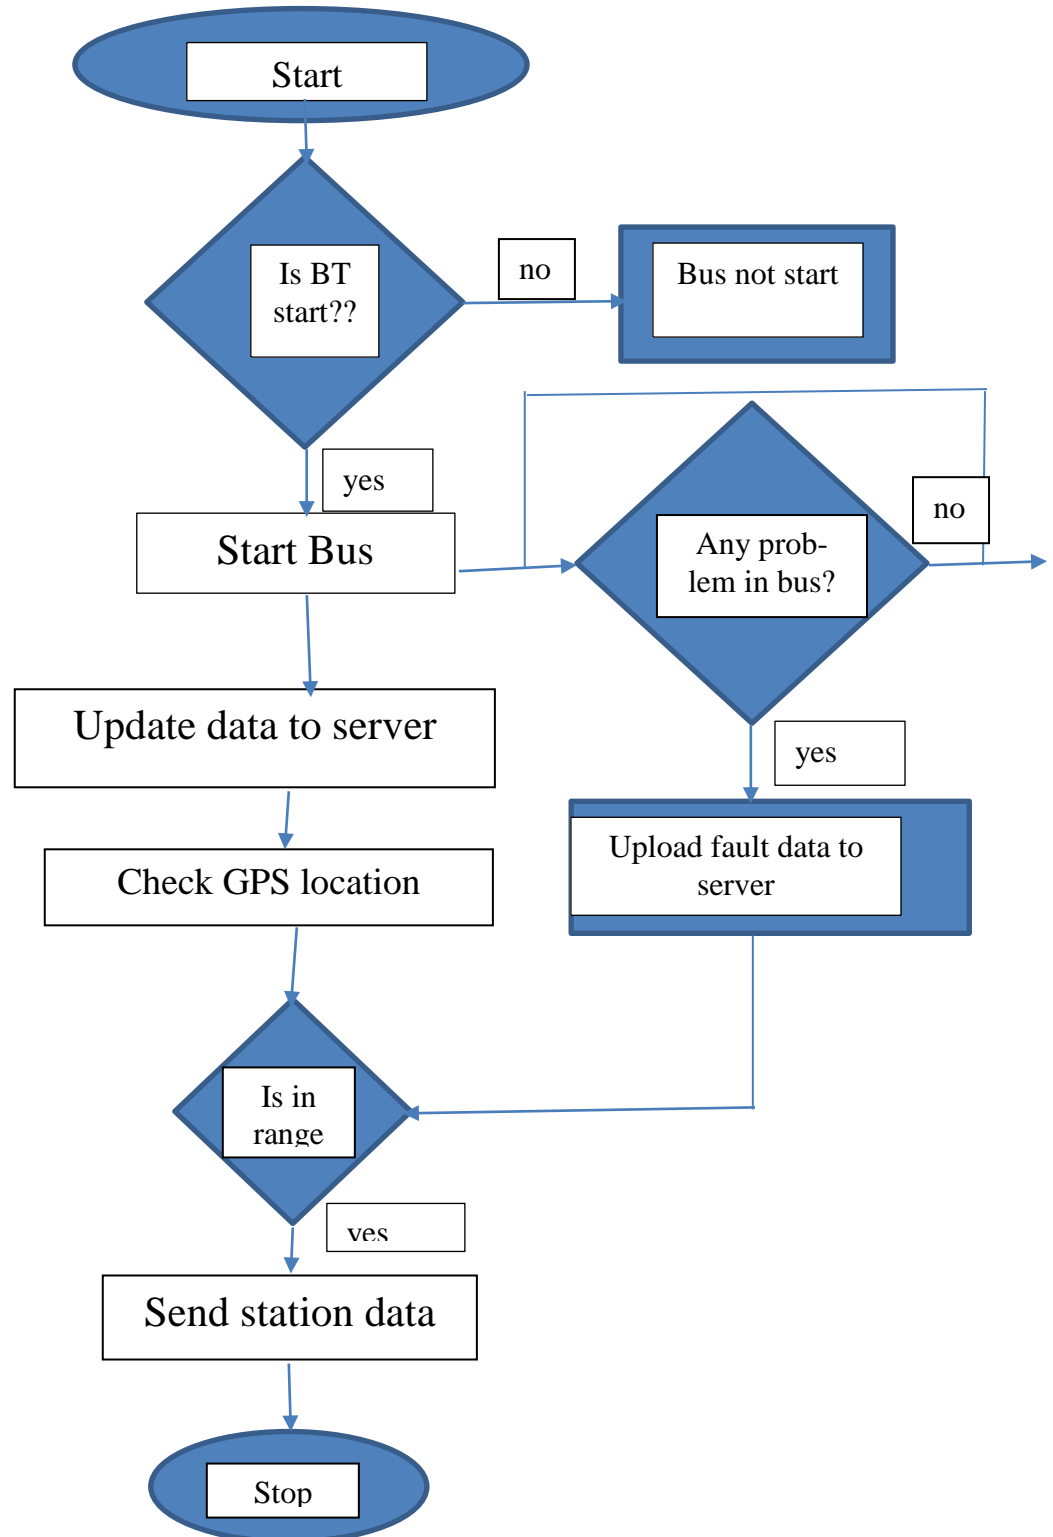 Start
Is BT
start??
no
Bus not start
yes
Start Bus
Any prob-
lem in bus?
no
Update data to server
yes
Upload fault data to
server
Check GPS location
Is in
range
yes
Send station data
Stop